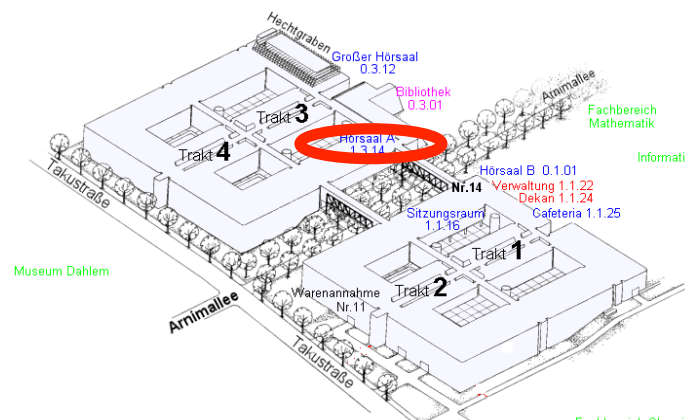 Hechtgraben
Großer Hörsaal
0.3.12
Bibliothek
0.3.01
Arnimallee
Fachbereich
Mathematik
Trakt 3
Hörsaal A
1.3.14
Trakt 4
Informati
Hörsaal B 0.1.01
Nr.14
Verwaltung 1.1.22
Dekan 1.1.24
Takustraße
Sitzungsraum
1.1.16
Cafeteria 1.1.25
Trakt 1
Museum Dahlem
Trakt 2
Warenannahme
Nr.11
Arnimallee
Takustraße